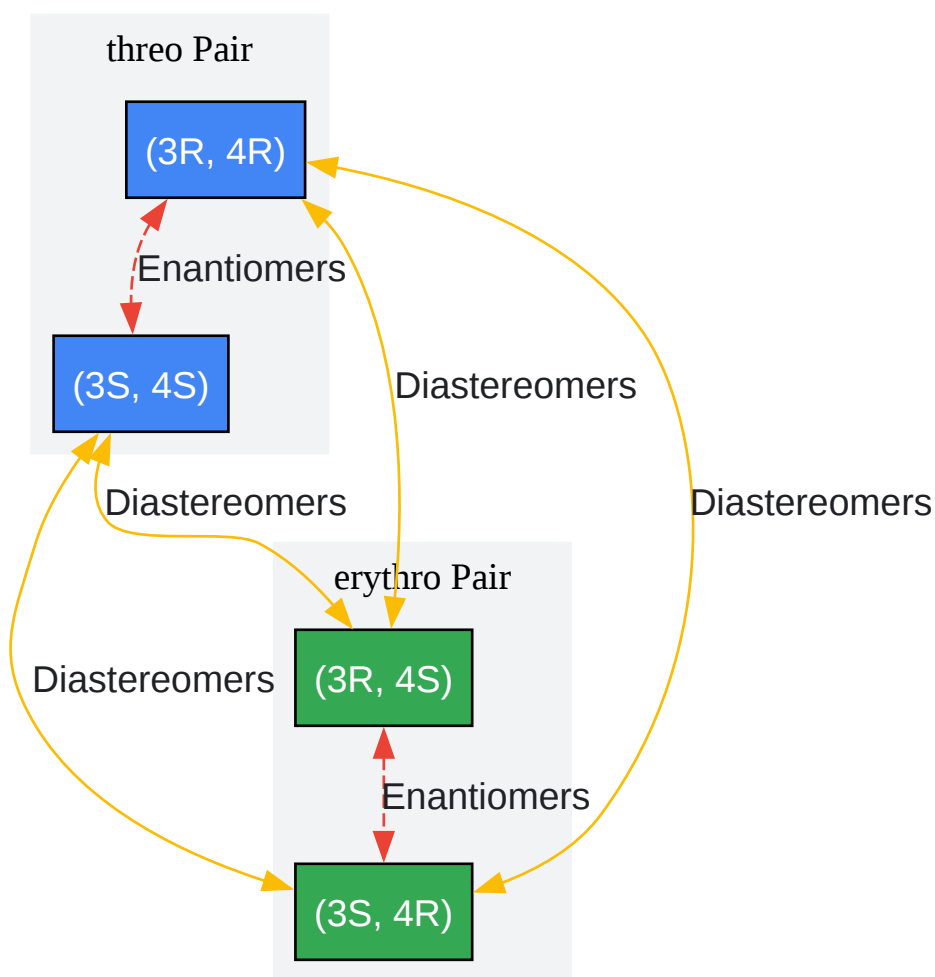 threo Pair
(3R, 4R)
Enantiomers
(3S, 4S)
Diastereomers
Diastereomers
Diastereomers
erythro Pair
(3R, 4S)
Diastereomers
Enantiomers
(3S, 4R)